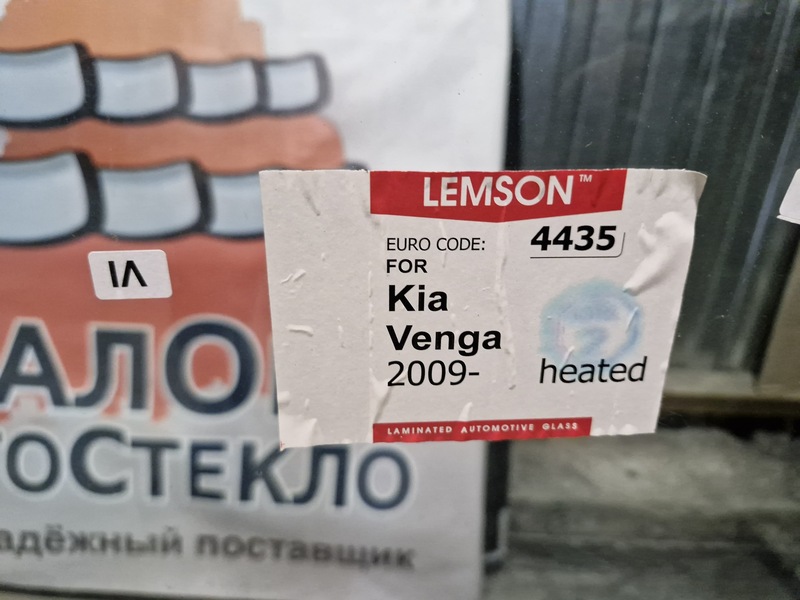 LEMSON™
EURO CODE: 4435
FOR
Kia
Venga
2009-
heated
LAMINATED AUTOMOTIVE GLASS
IΛ
АЛО
оСтекло
адёжный поставщик